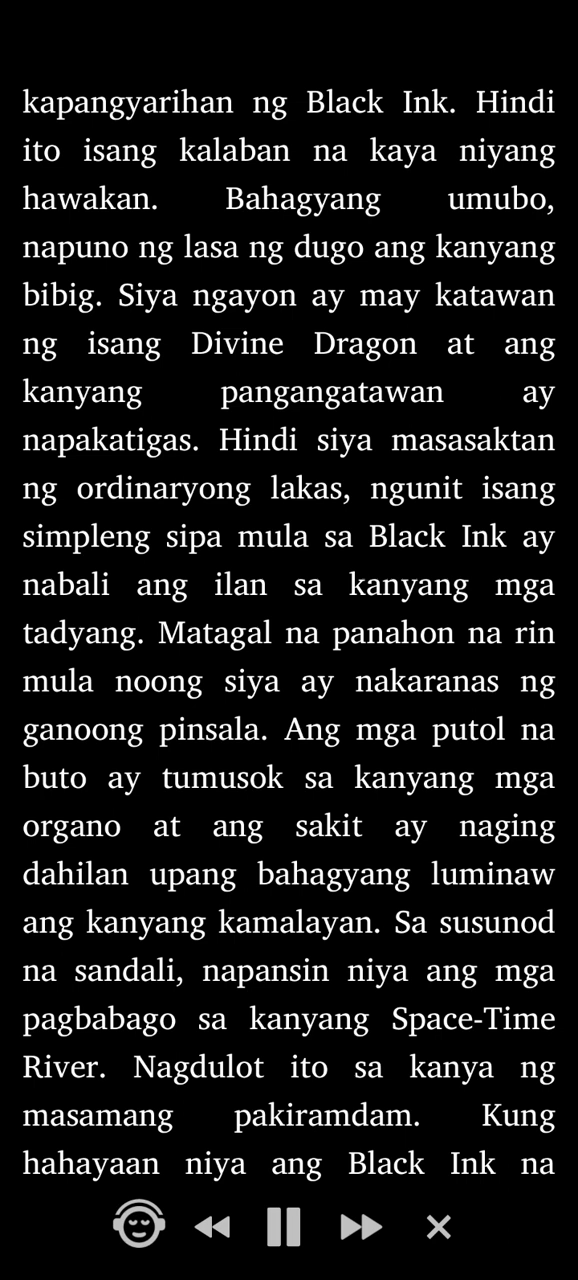 kapangyarihan ng Black Ink. Hindi
ito isang kalaban na kaya niyang
hawakan. Bahagyang umubo,
napuno ng lasa ng dugo ang kanyang
bibig. Siya ngayon ay may katawan
ng isang Divine Dragon at ang
kanyang pangangatawan ay
napakatigas. Hindi siya masasaktan
ng ordinaryong lakas, ngunit isang
simpleng sipa mula sa Black Ink ay
nabali ang ilan sa kanyang mga
tadyang. Matagal na panahon na rin
mula noong siya ay nakaranas ng
ganoong pinsala. Ang mga putol na
buto ay tumusok sa kanyang mga
organo at ang sakit ay naging
dahilan upang bahagyang luminaw
ang kanyang kamalayan. Sa susunod
na sandali, napansin niya ang mga
pagbabago sa kanyang Space-Time
River. Nagdulot ito sa kanya ng
masamang pakiramdam. Kung
hahayaan niya ang Black Ink na